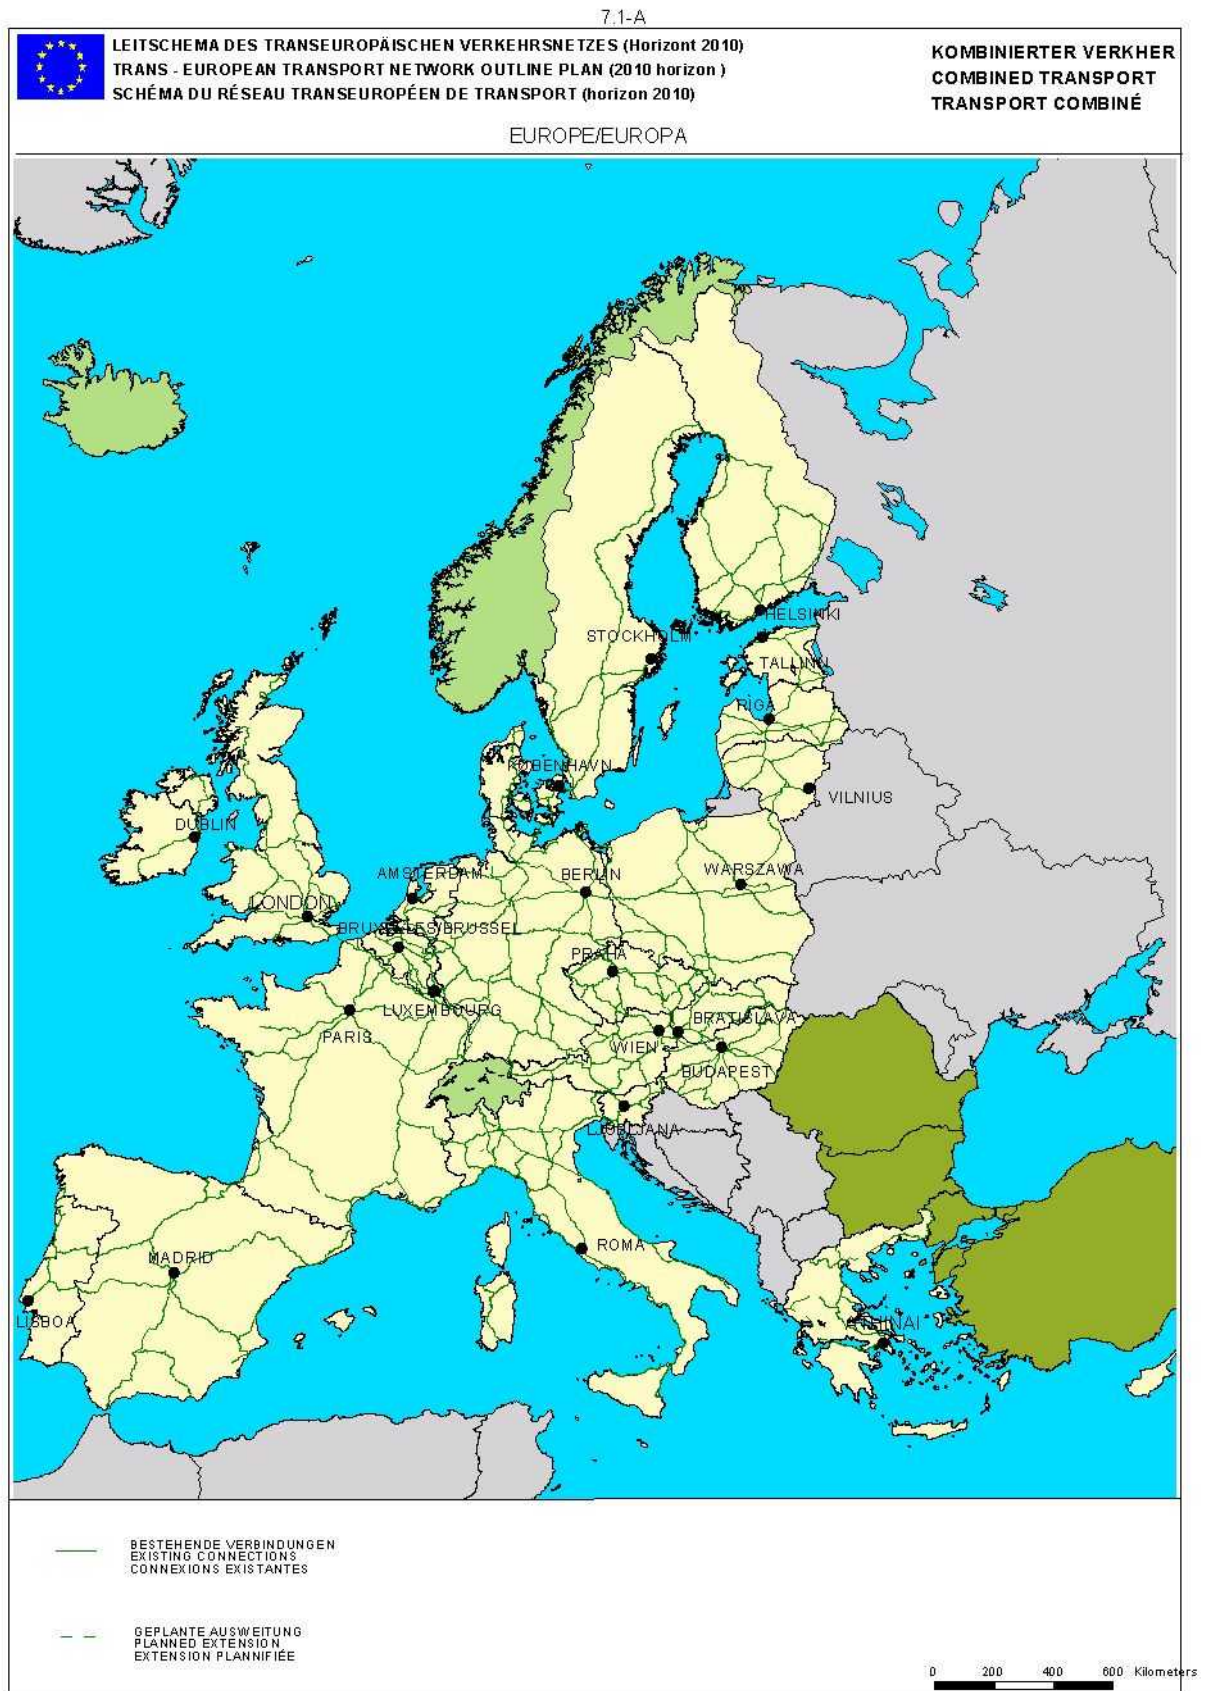 7.1-A
LEITSCHEMA DES TRANSEUROPÄISCHEN VERKEHRSNETZES (Horizont 2010)
TRANS - EUROPEAN TRANSPORT NETWORK OUTLINE PLAN (2010 horizon )
SCHÉMA DU RÉSEAU TRANSEUROPÉEN DE TRANSPORT (horizon 2010)
KOMBINIERTER VERKHER
COMBINED TRANSPORT
TRANSPORT COMBINÉ
EUROPE/EUROPA
HELSINKI
STOCKHOLM
TALLINN
RĪGA
KØBENHAVN
VILNIUS
DUBLIN
AMSTERDAM
BERLIN
WARSZAWA
LONDON
BRUXELLES/BRUSSEL
PRAHA
LUXEMBOURG
BRATISLAVA
PARIS
WIEN
BUDAPEST
LJUBLJANA
ROMA
MADRID
LISBOA
ATHINAI
BESTEHENDE VERBINDUNGEN
EXISTING CONNECTIONS
CONNEXIONS EXISTANTES
GEPLANTE AUSWEITUNG
PLANNED EXTENSION
EXTENSION PLANNIFIÉE
0 200 400 600 Kilometers